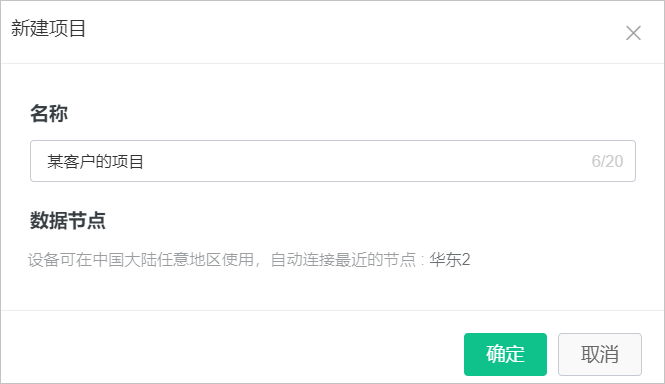 新建项目
名称
某客户的项目 6/20
数据节点
设备可在中国大陆任意地区使用，自动连接最近的节点 : 华东2
确定 取消